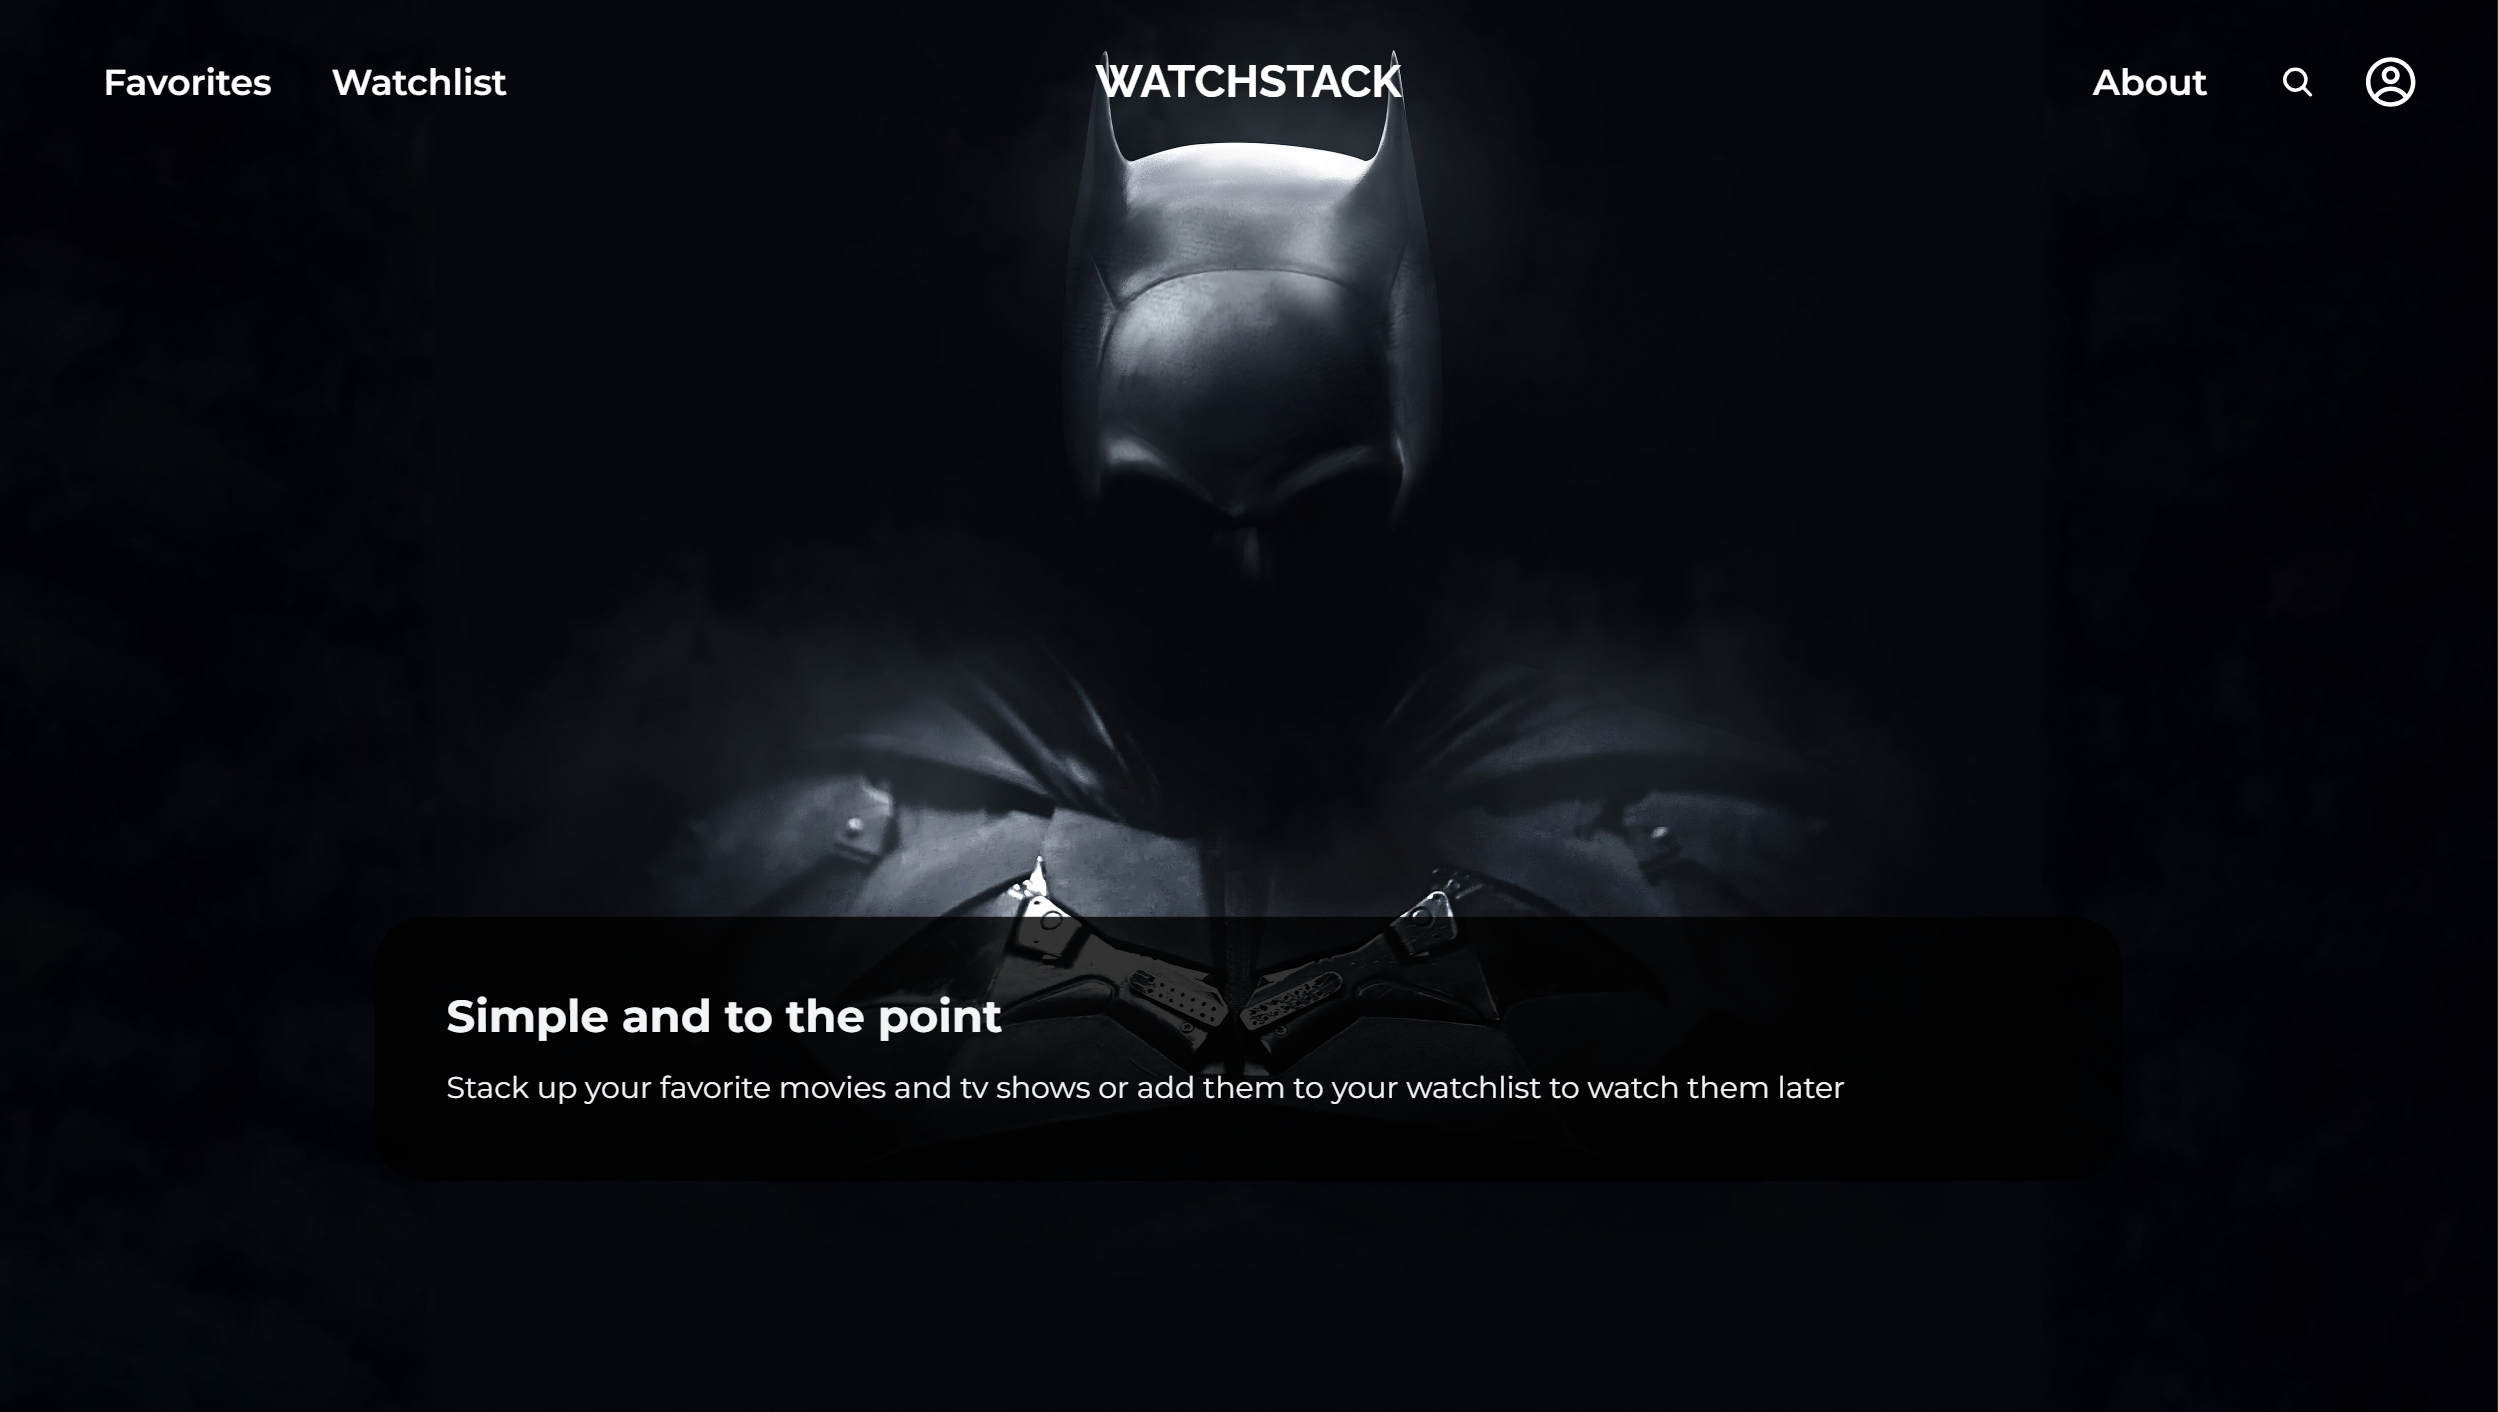 Favorites Watchlist WATCHSTACK About
Simple and to the point
Stack up your favorite movies and tv shows or add them to your watchlist to watch them later